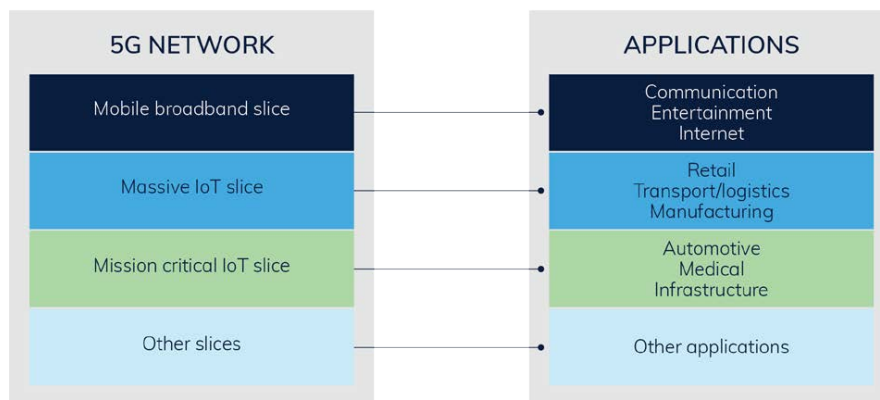 5G NETWORK
Mobile broadband slice
Massive IoT slice
Mission critical IoT slice
Other slices
APPLICATIONS
Communication
Entertainment
Internet
Retail
Transport/logistics
Manufacturing
Automotive
Medical
Infrastructure
Other applications